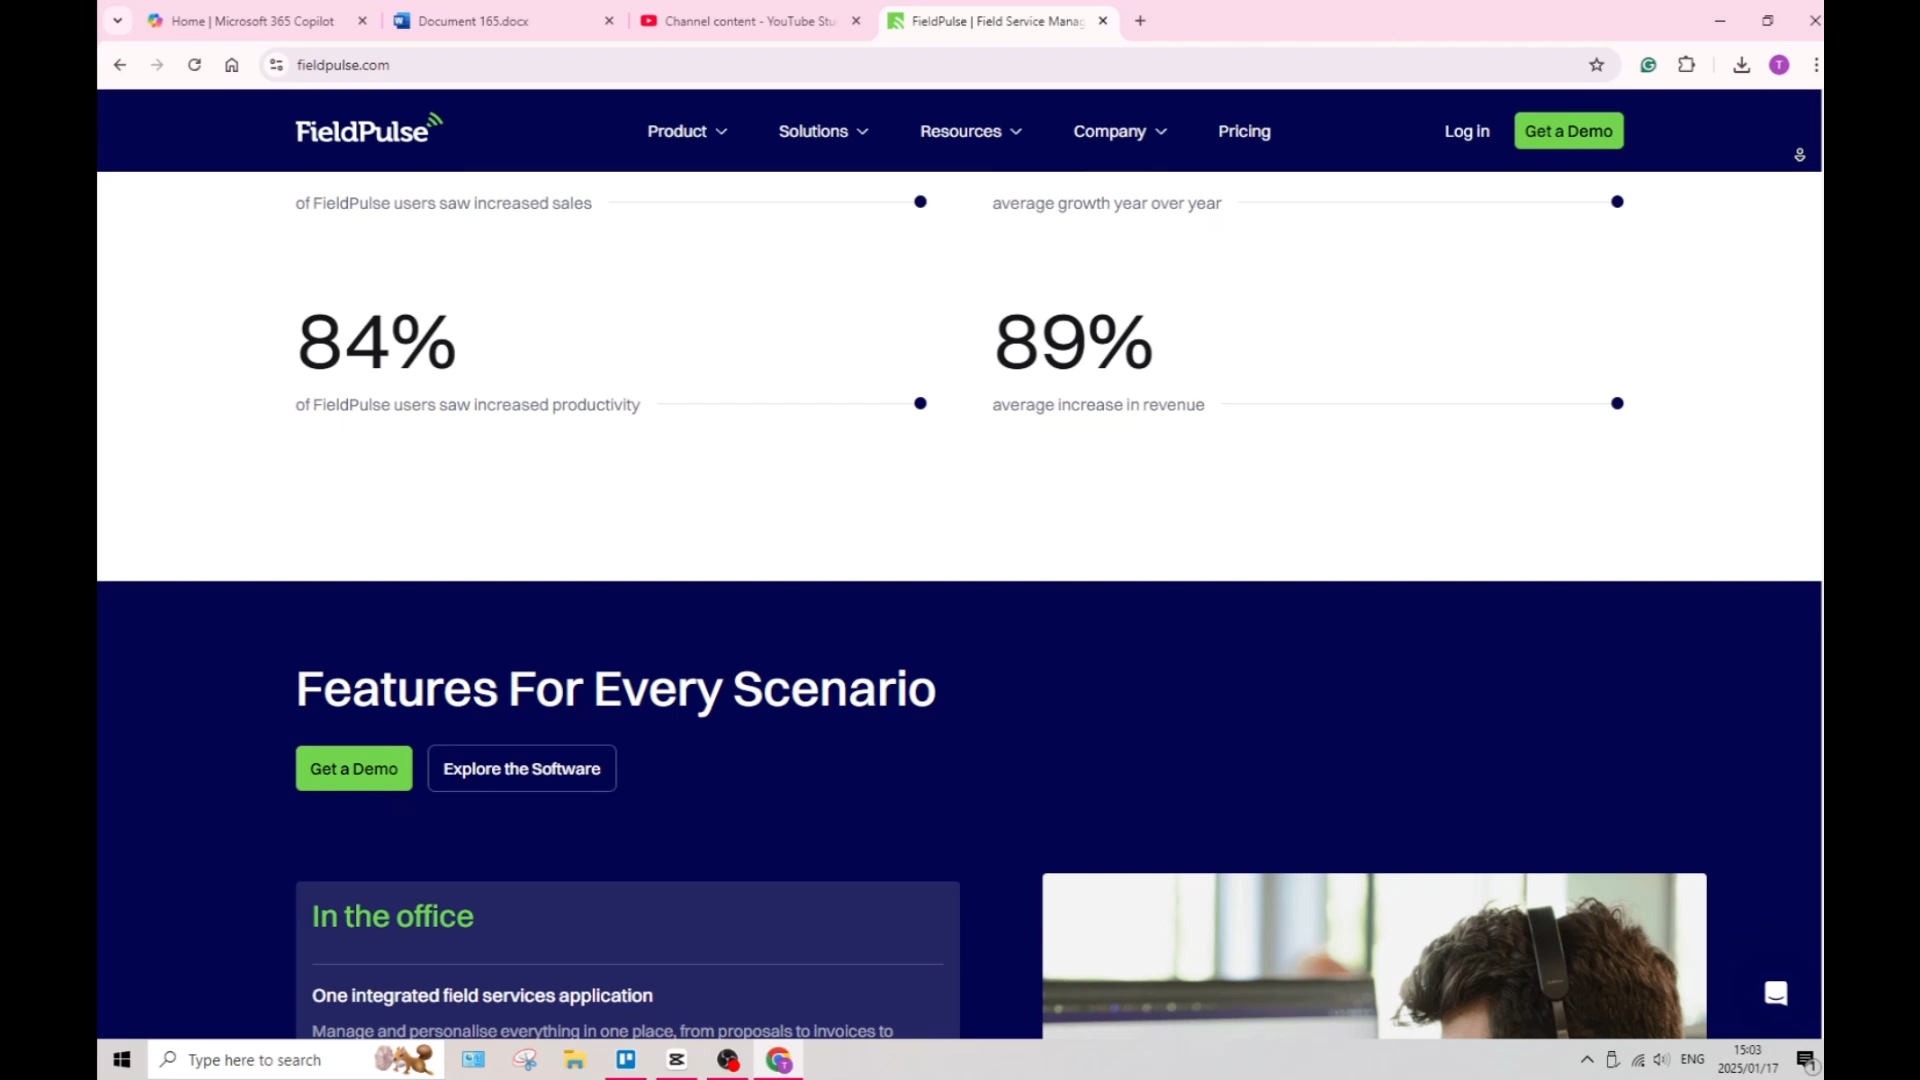 Home | Microsoft 365 Copilot
Document 165.docx
Channel content - YouTube Stu
FieldPulse | Field Service Manag
fieldpulse.com
T
FieldPulse
Product
Solutions
Resources
Company
Pricing
Log in
Get a Demo
of FieldPulse users saw increased sales
average growth year over year
84%
89%
of FieldPulse users saw increased productivity
average increase in revenue
Features For Every Scenario
Get a Demo
Explore the Software
In the office
One integrated field services application
Manage and personalise everything in one place, from proposals to invoices to
Type here to search
ENG
15:03
2025/01/17
1